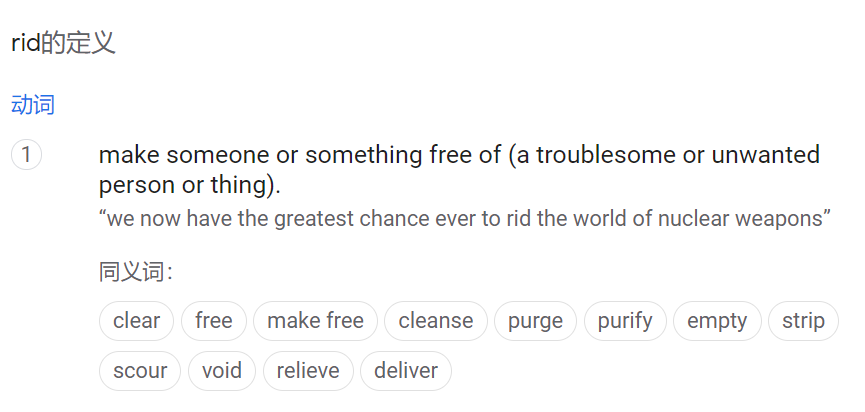 rid的定义
动词
1 make someone or something free of (a troublesome or unwanted
person or thing).
“we now have the greatest chance ever to rid the world of nuclear weapons”
同义词：
clear free make free cleanse purge purify empty strip
scour void relieve deliver